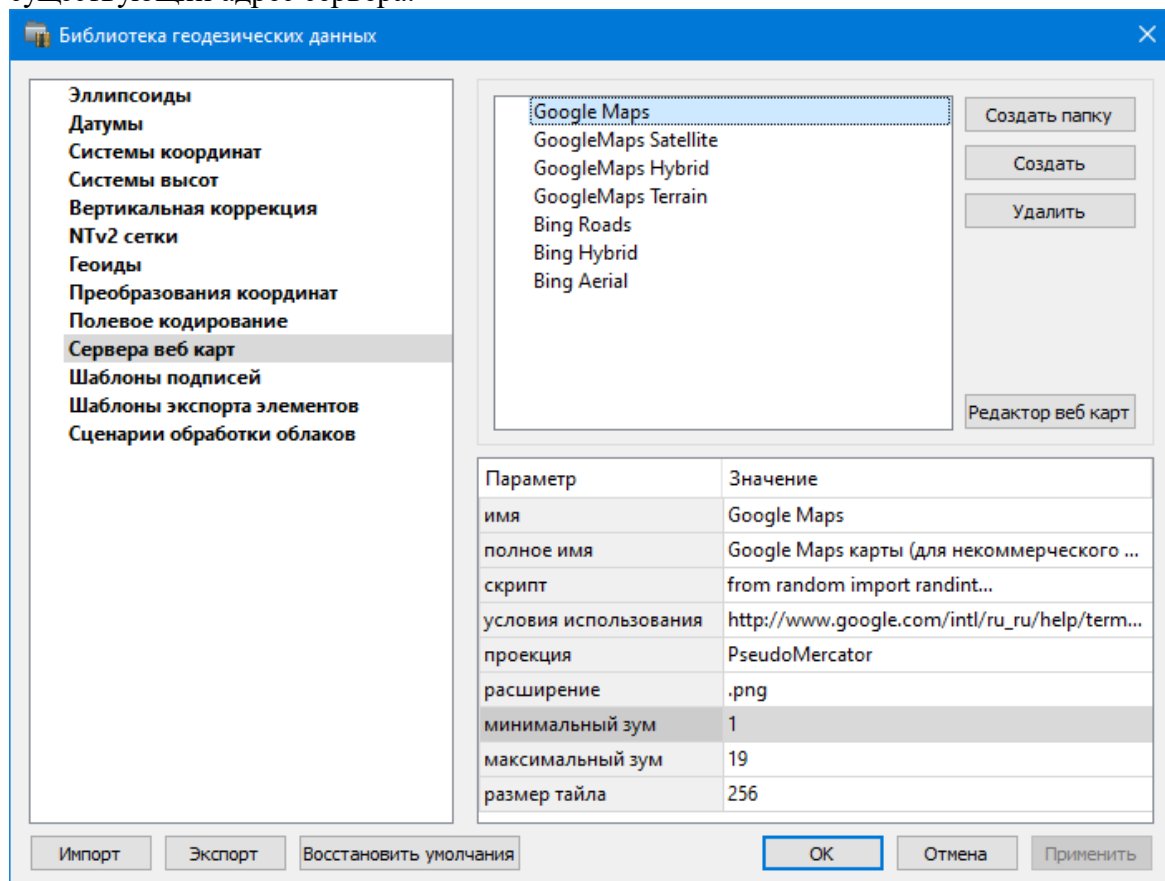 существующий адрес сервера.
Библиотека геодезических данных
Эллипсоиды
Датумы
Системы координат
Системы высот
Вертикальная коррекция
NTv2 сетки
Геоиды
Преобразования координат
Полевое кодирование
Сервера веб карт
Шаблоны подписей
Шаблоны экспорта элементов
Сценарии обработки облаков
Google Maps
GoogleMaps Satellite
GoogleMaps Hybrid
GoogleMaps Terrain
Bing Roads
Bing Hybrid
Bing Aerial
Создать папку
Создать
Удалить
Редактор веб карт
Параметр Значение
имя Google Maps
полное имя Google Maps карты (для некоммерческого ...
скрипт from random import randint...
условия использования http://www.google.com/intl/ru_ru/help/term...
проекция PseudoMercator
расширение .png
минимальный зум 1
максимальный зум 19
размер тайла 256
Импорт Экспорт Восстановить умолчания OK Отмена Применить